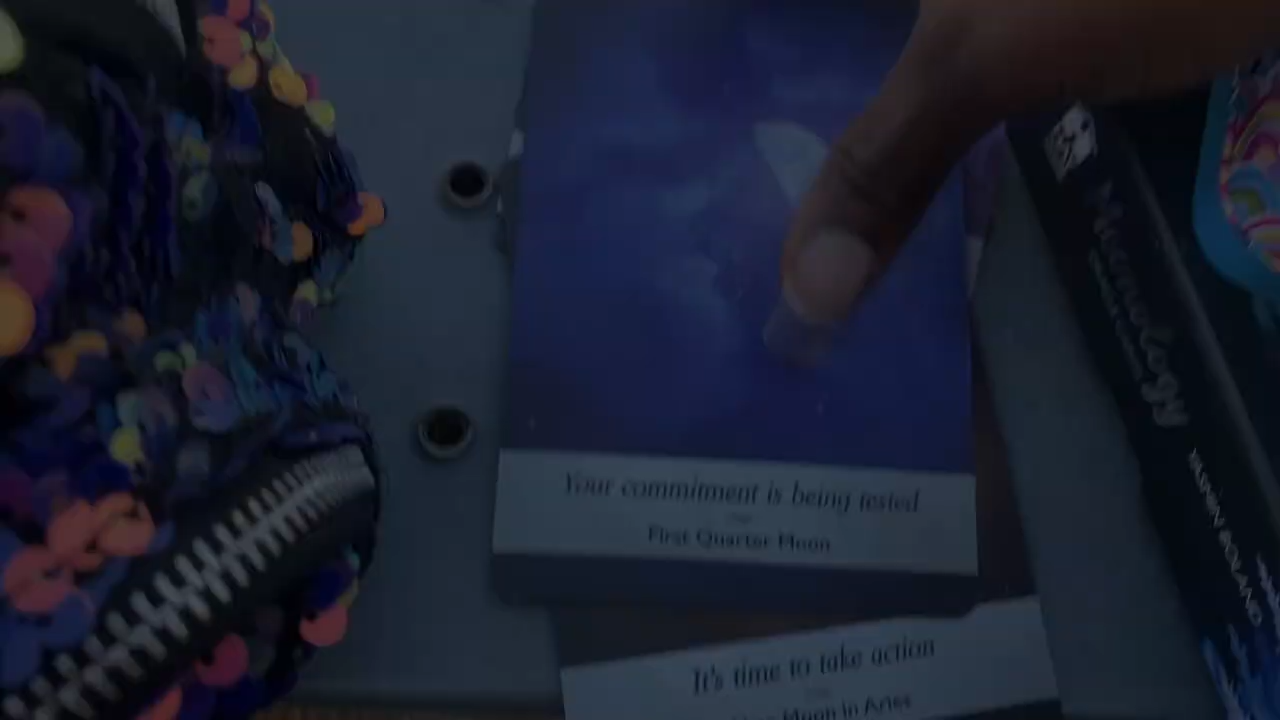 Your commitment is being tested
First Quarter Moon
It's time to take action
Moon in Aries
Moonology
YASMIN BOLAND